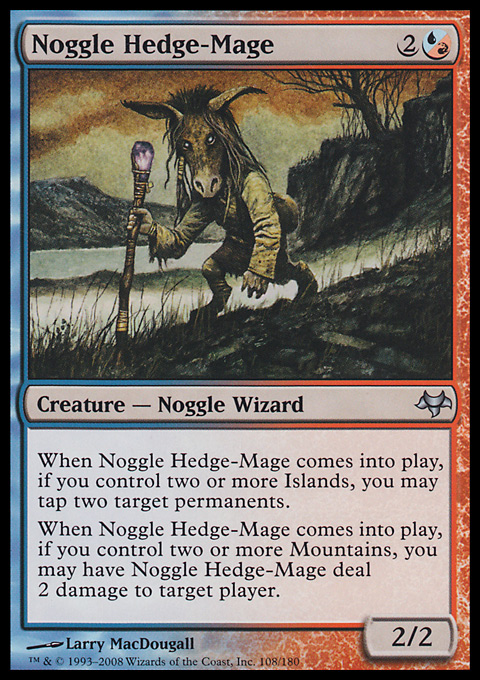 Noggle Hedge-Mage 2
Creature — Noggle Wizard
When Noggle Hedge-Mage comes into play,
if you control two or more Islands, you may
tap two target permanents.
When Noggle Hedge-Mage comes into play,
if you control two or more Mountains, you
may have Noggle Hedge-Mage deal
2 damage to target player.
Larry MacDougall
2/2
™ & © 1993–2008 Wizards of the Coast, Inc. 108/180